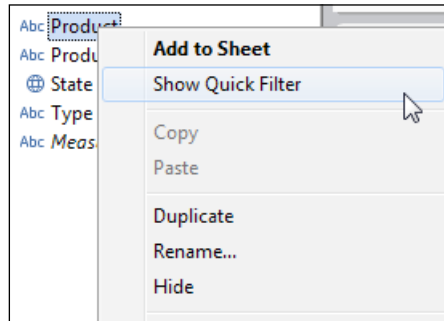 Abc Product
Abc Produ
State
Abc Type
Abc Meas
Add to Sheet
Show Quick Filter
Copy
Paste
Duplicate
Rename...
Hide